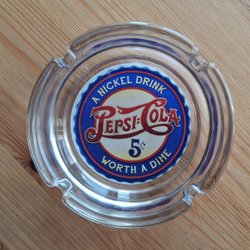 A NICKEL DRINK
PEPSI=COLA
5¢
WORTH A DIME